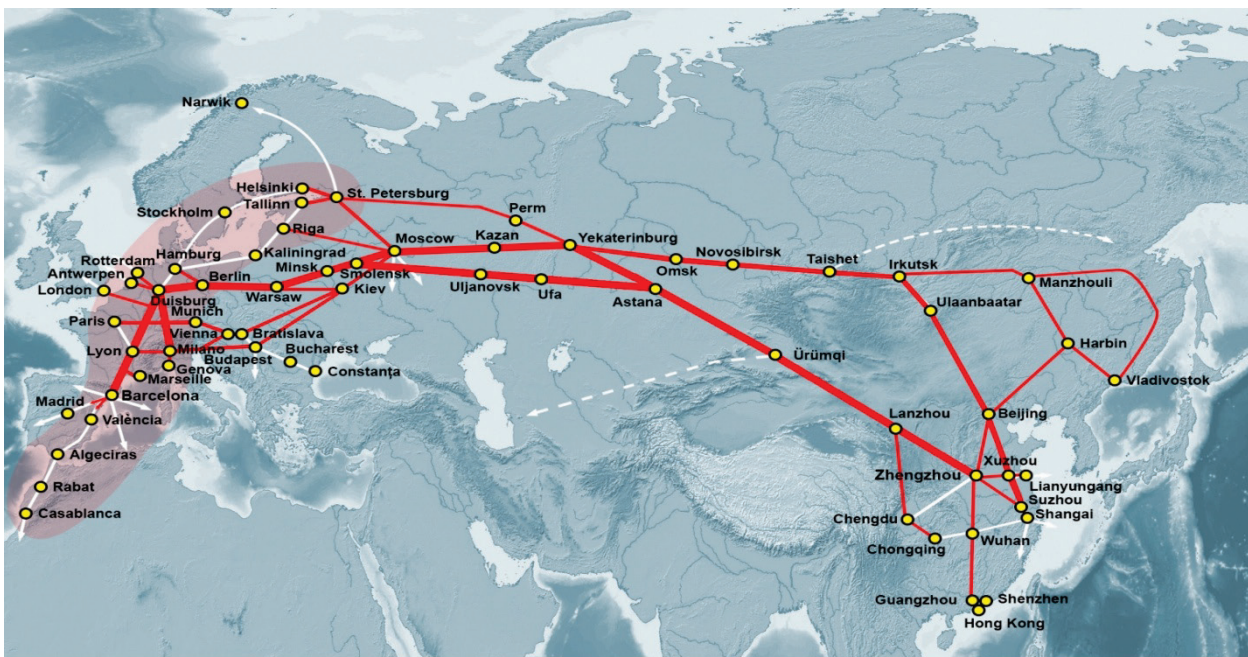 Narwik
Helsinki
St. Petersburg
Tallinn
Stockholm
Perm
Riga
Moscow
Kazan
Yekaterinburg
Hamburg
Kaliningrad
Novosibirsk
Rotterdam
Minsk
Smolensk
Omsk
Taishet
Irkutsk
Antwerpen
Berlin
Manzhouli
London
Duisburg
Warsaw
Kiev
Uljanovsk
Ufa
Astana
Ulaanbaatar
Munich
Paris
Vienna
Bratislava
Harbin
Lyon
Milano
Budapest
Bucharest
Ürümqi
Genova
Constanţa
Marseille
Vladivostok
Madrid
Barcelona
València
Lanzhou
Beijing
Algeciras
Xuzhou
Zhengzhou
Rabat
Lianyungang
Suzhou
Casablanca
Chengdu
Shangai
Chongqing
Wuhan
Guangzhou
Shenzhen
Hong Kong